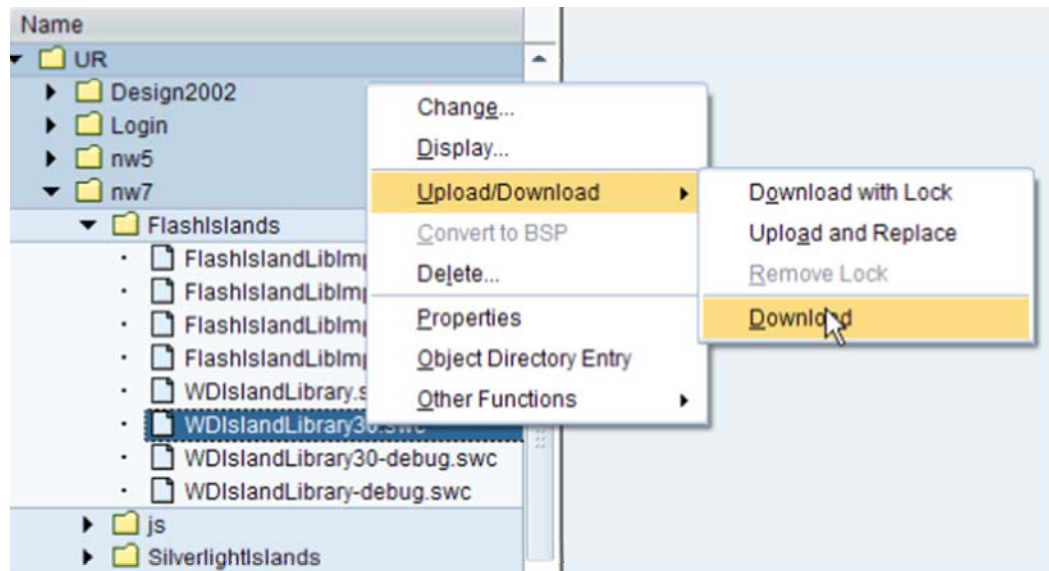 Name
UR
Design2002
Login
nw5
nw7
FlashIslands
FlashIslandLibImp
FlashIslandLibImp
FlashIslandLibImp
FlashIslandLibImp
WDIslandLibrary.s
WDIslandLibrary30.swc
WDIslandLibrary30-debug.swc
WDIslandLibrary-debug.swc
js
SilverlightIslands
Change...
Display...
Upload/Download
Convert to BSP
Delete...
Properties
Object Directory Entry
Other Functions
Download with Lock
Upload and Replace
Remove Lock
Download